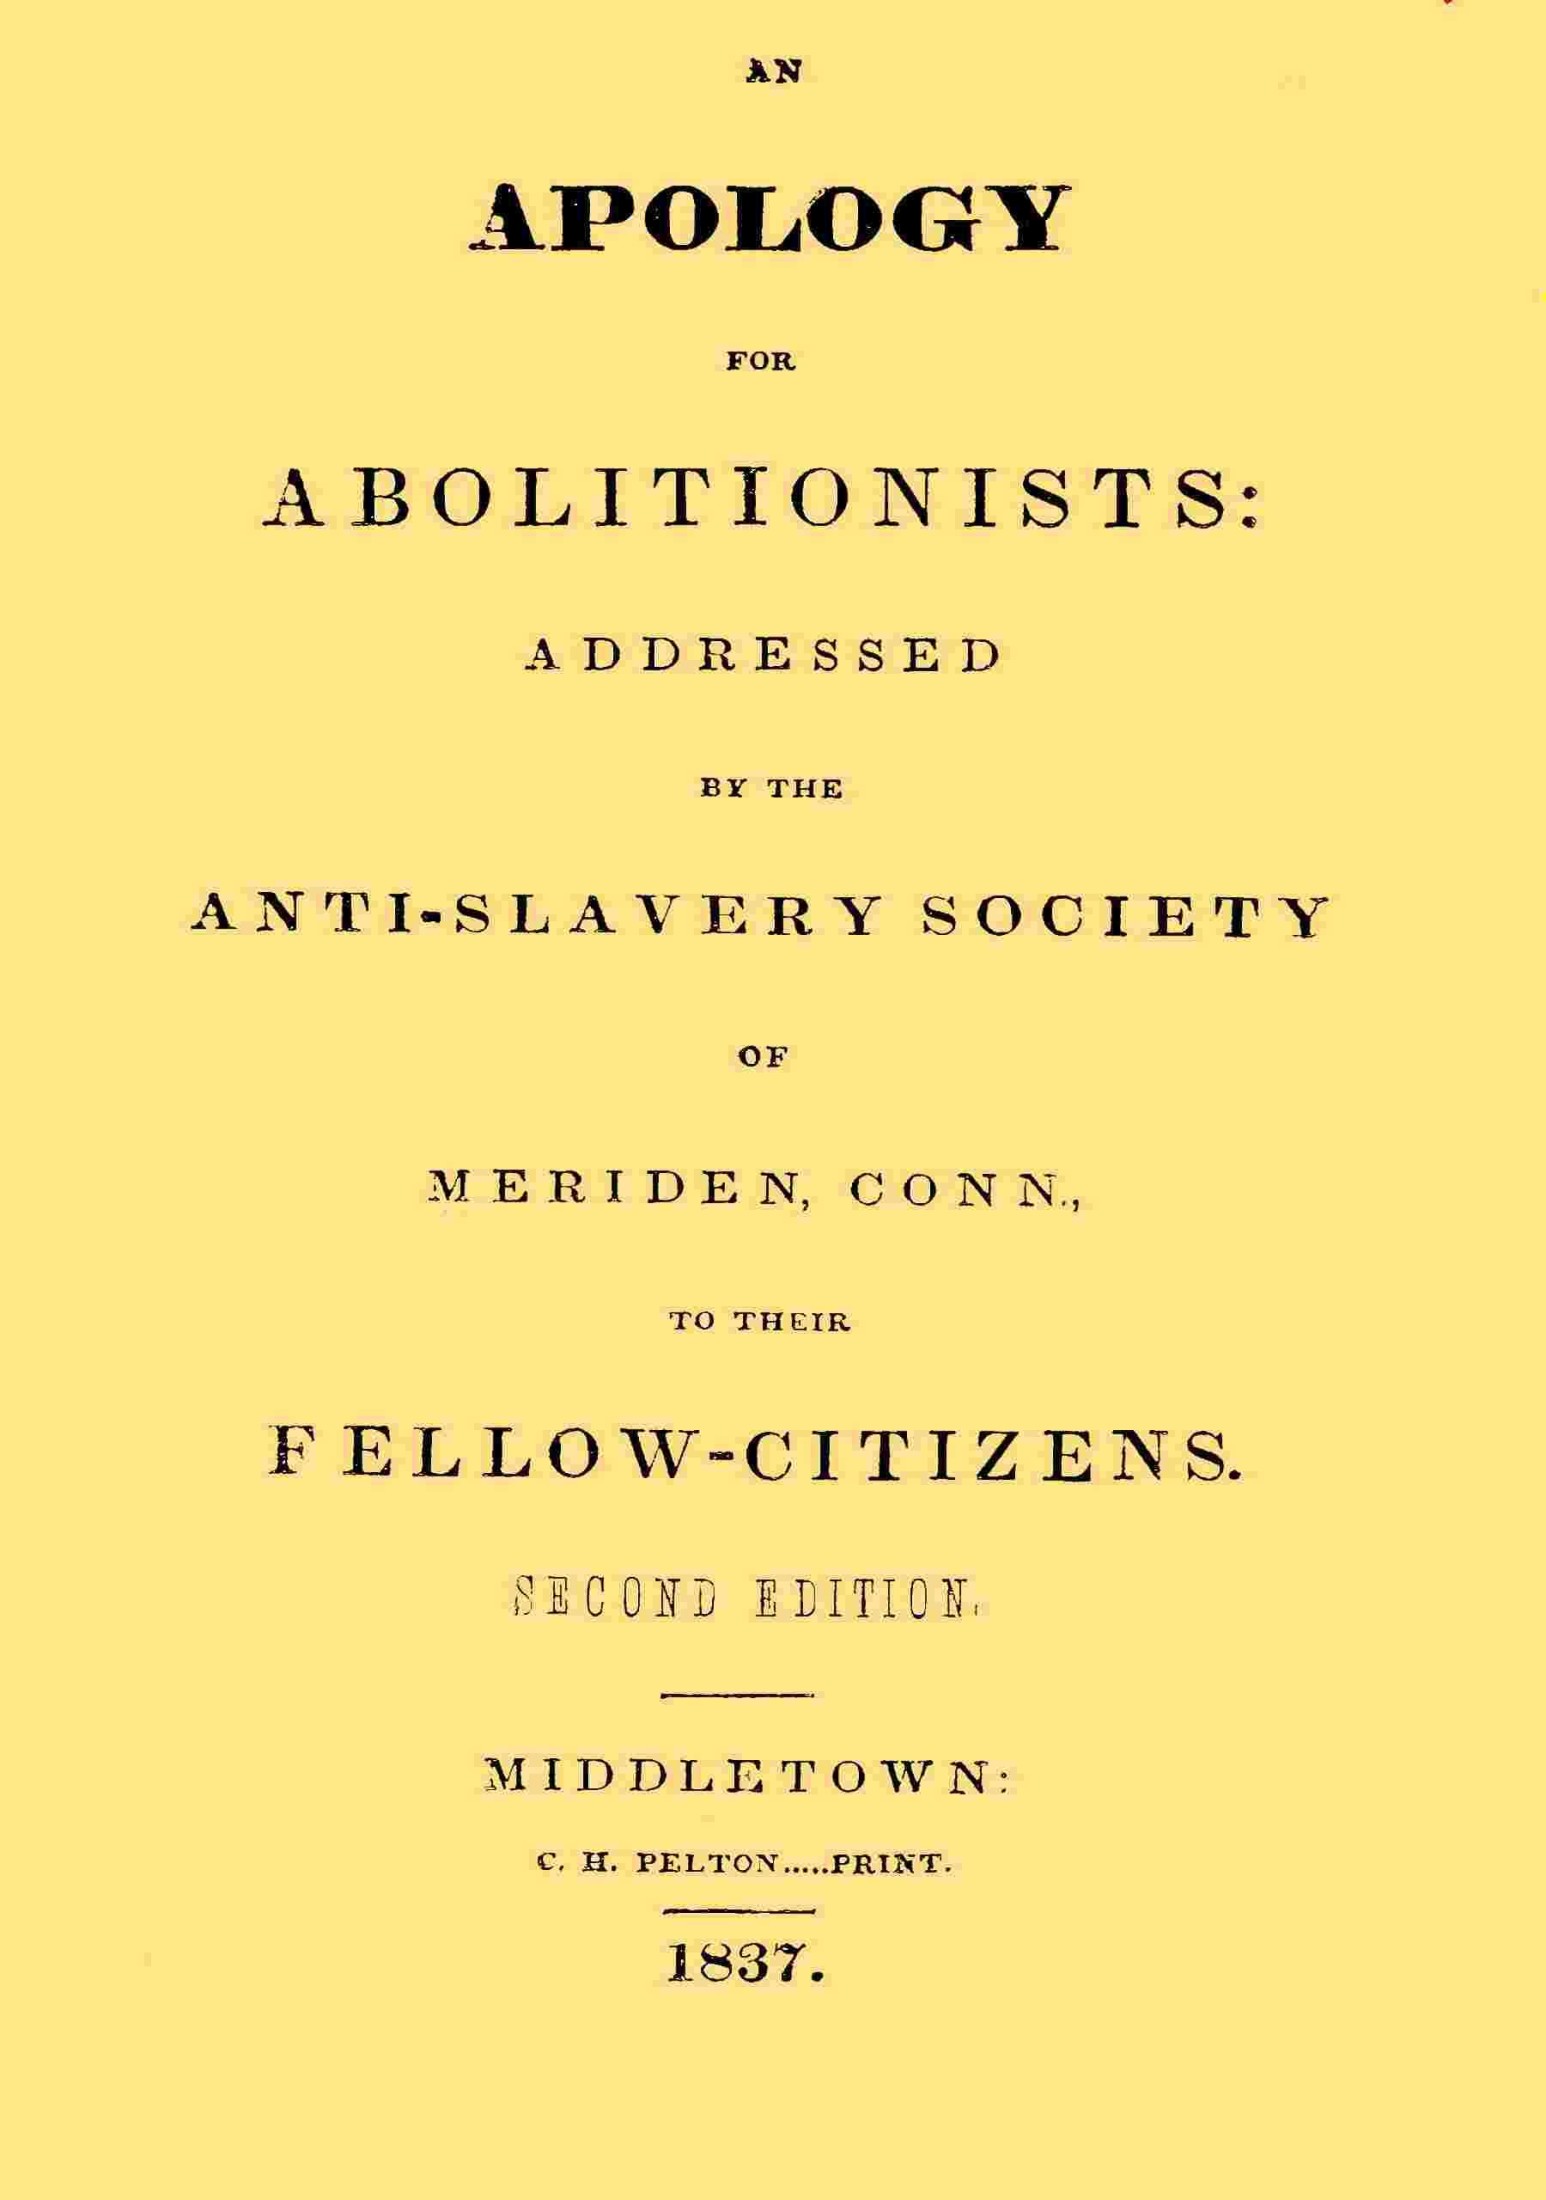 AN
APOLOGY
FOR
ABOLITIONISTS:
ADDRESSED
BY THE
ANTI-SLAVERY SOCIETY
OF
MERIDEN, CONN.,
TO THEIR
FELLOW-CITIZENS.
SECOND EDITION.
MIDDLETOWN:
C. H. PELTON.....PRINT.
1837.